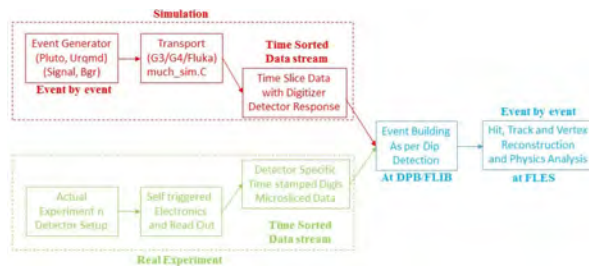 Simulation
Event Generator
(Pluto, Urqmd)
(Signal, Bgr)
Event by event
Transport
(G3/G4/Fluka)
much_sim.C
Time Sorted
Data stream
Time Slice Data
with Digitizer
Detector Response
Event Building
As per Dip
Detection
At DPB/FLIB
Event by event
Hit, Track and Vertex
Reconstruction
and Physics Analysis
at FLES
Actual
Experiment n
Detector Setup
Self triggered
Electronics
and Read Out
Detector Specific
Time stamped Digis
Microsliced Data
Time Sorted
Data stream
Real Experiment